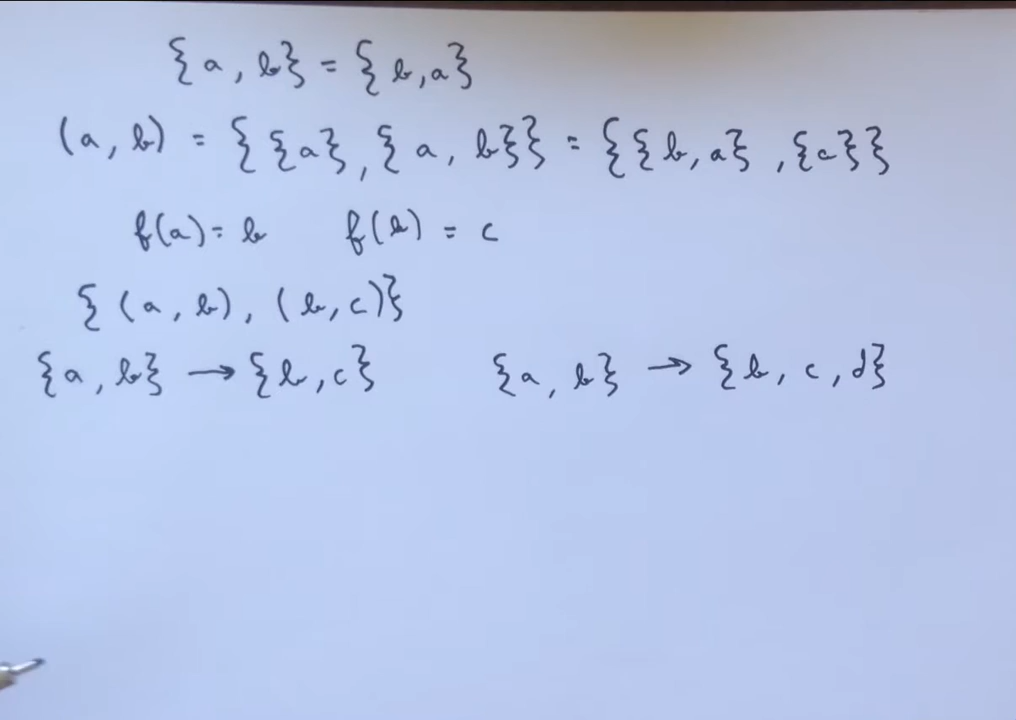 {a, b} = {b, a}
(a, b) = {{a}, {a, b}} = {{b, a}, {a}}
f(a) = b f(b) = c
{(a, b), (b, c)}
{a, b} → {b, c} {a, b} → {b, c, d}